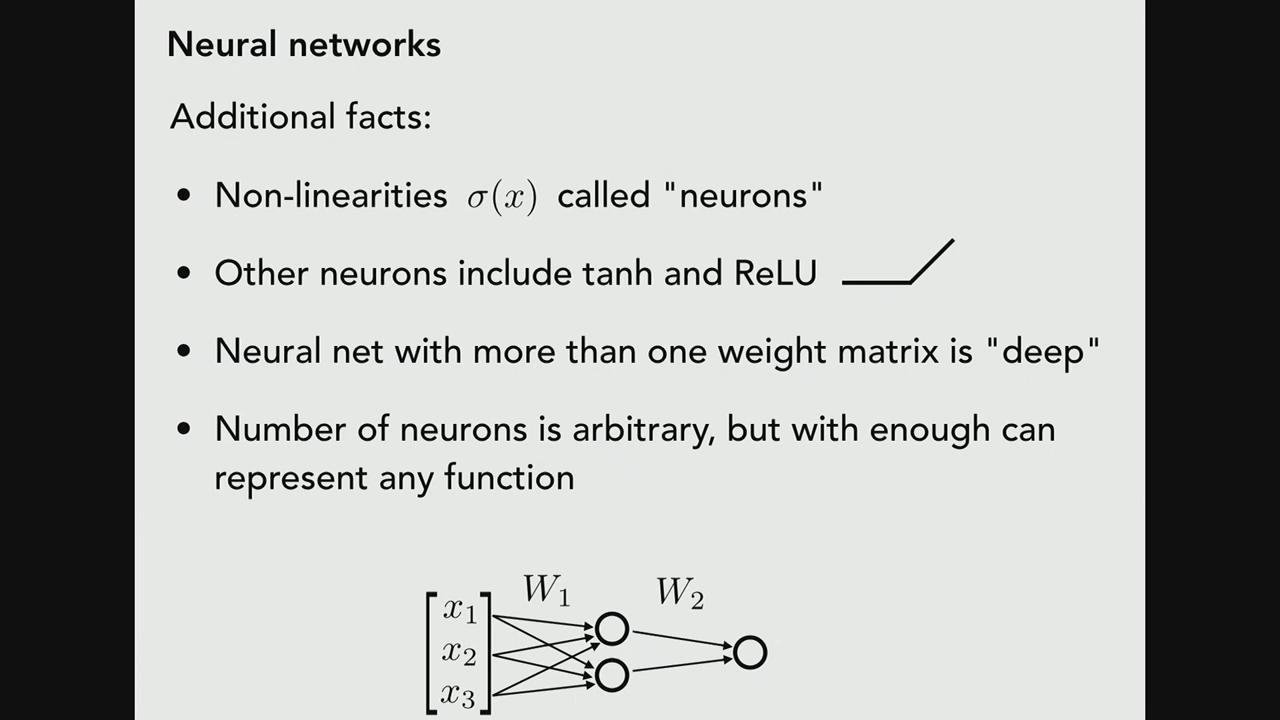 Neural networks
Additional facts:
• Non-linearities σ(x) called "neurons"
• Other neurons include tanh and ReLU
• Neural net with more than one weight matrix is "deep"
• Number of neurons is arbitrary, but with enough can
represent any function
W₁ W₂
x₁
x₂
x₃